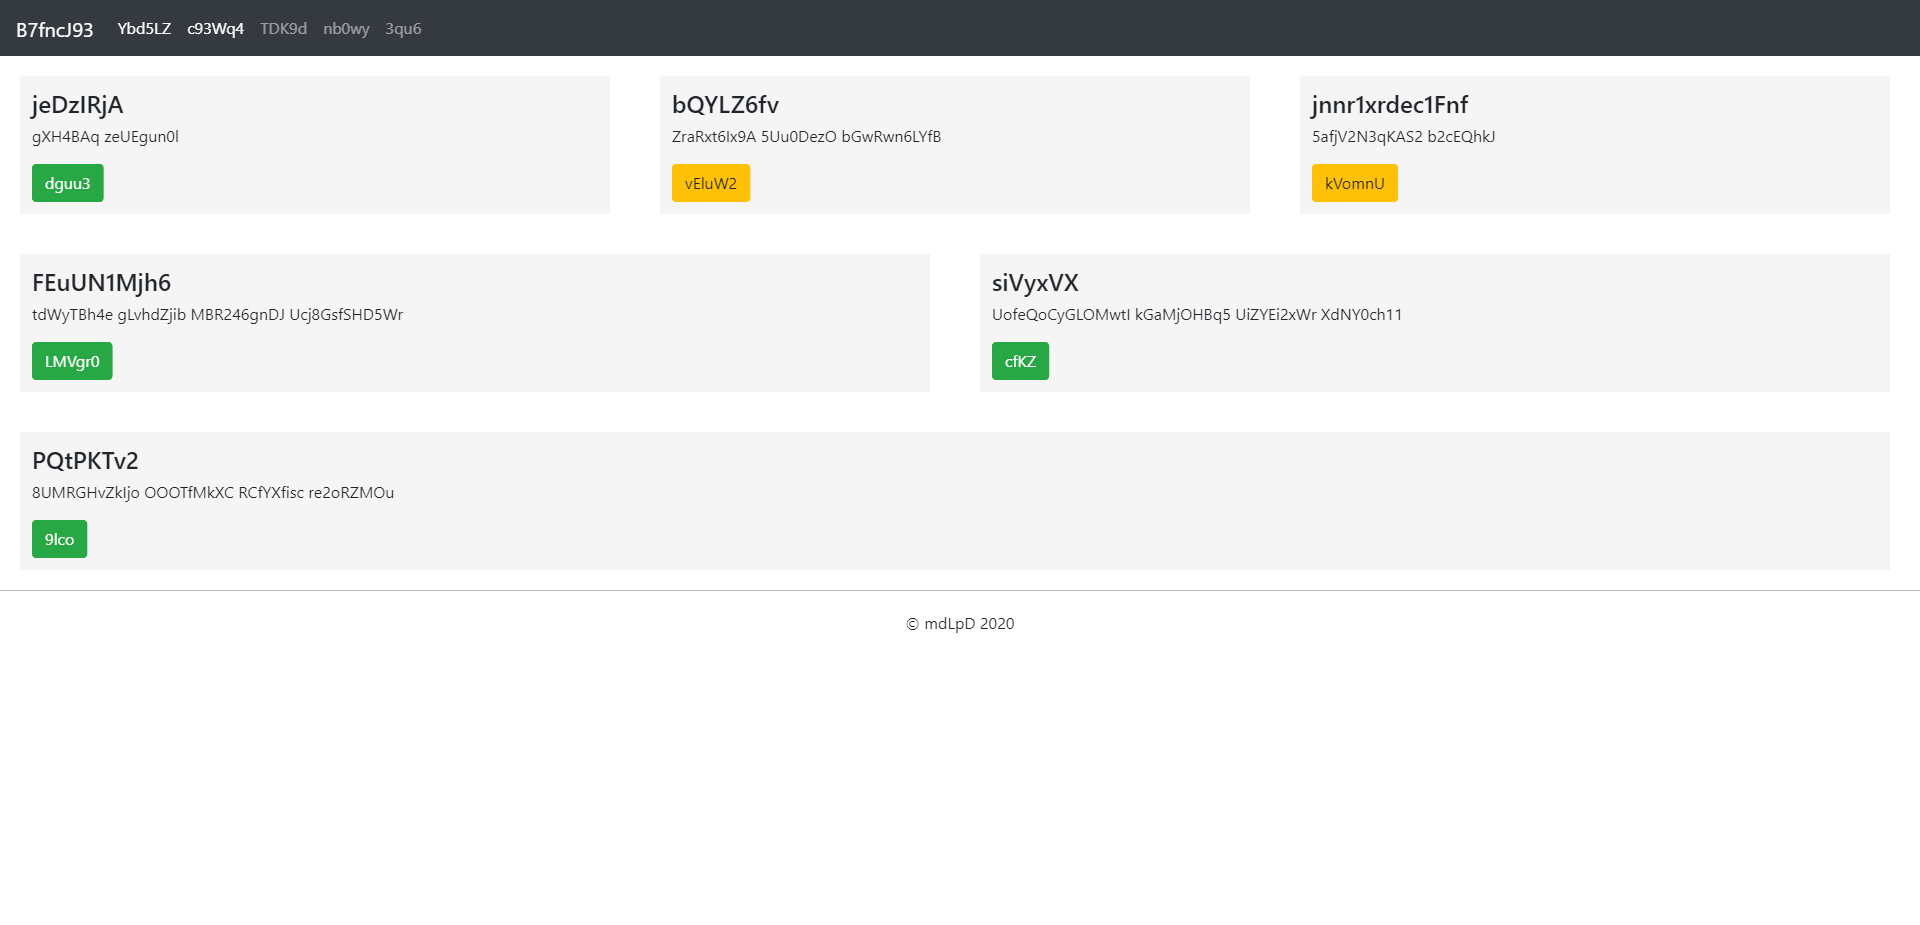 B7fncJ93 Ybd5LZ c93Wq4 TDK9d nb0wy 3qu6
jeDzIRjA
gXH4BAq zeUEgun0l
dguu3
bQYLZ6fv
ZraRxt6Ix9A 5Uu0DezO bGwRwn6LYfB
vEluW2
jnnr1xrdec1Fnf
5afjV2N3qKAS2 b2cEQhkJ
kVomnU
FEuUN1Mjh6
tdWyTBh4e gLvhdZjib MBR246gnDJ Ucj8GsfSHD5Wr
LMVgr0
siVyxVX
UofeQoCyGLOMwtI kGaMjOHBq5 UiZYEi2xWr XdNY0ch11
cfKZ
PQtPKTv2
8UMRGHvZkIjo OOOTfMkXC RCfYXfisc re2oRZMOu
9lco
© mdLpD 2020